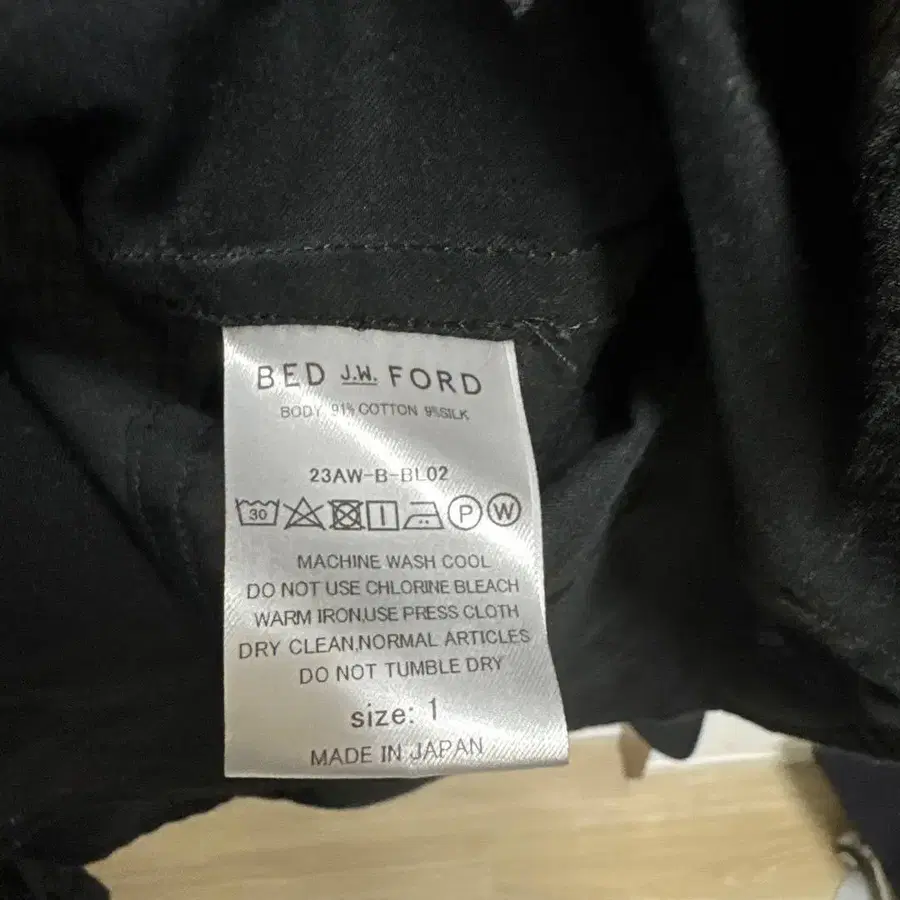 BED J.W. FORD
BODY 91% COTTON 9%SILK
23AW-B-BL02
30 P W
MACHINE WASH COOL
DO NOT USE CHLORINE BLEACH
WARM IRON,USE PRESS CLOTH
DRY CLEAN,NORMAL ARTICLES
DO NOT TUMBLE DRY
size: 1
MADE IN JAPAN